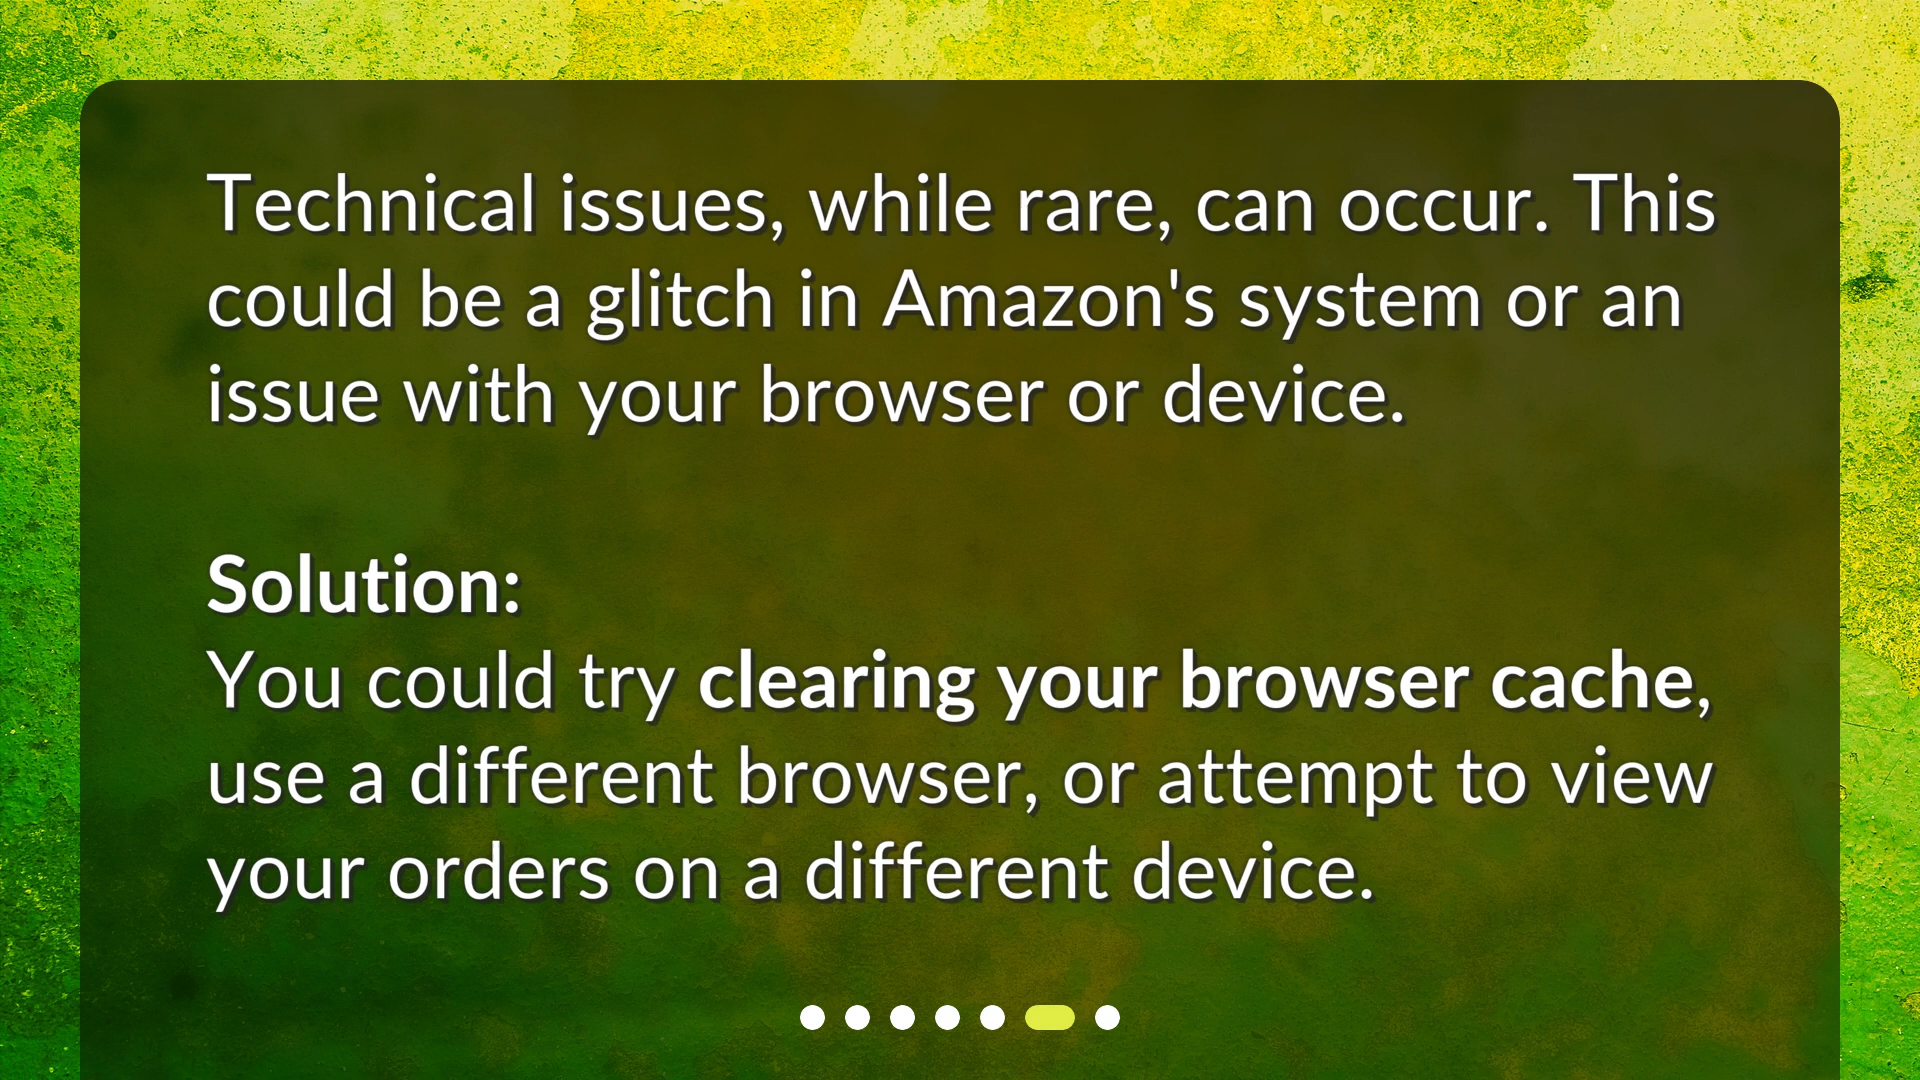 Technical issues, while rare, can occur. This
could be a glitch in Amazon's system or an
issue with your browser or device.
Solution:
You could try clearing your browser cache,
use a different browser, or attempt to view
your orders on a different device.